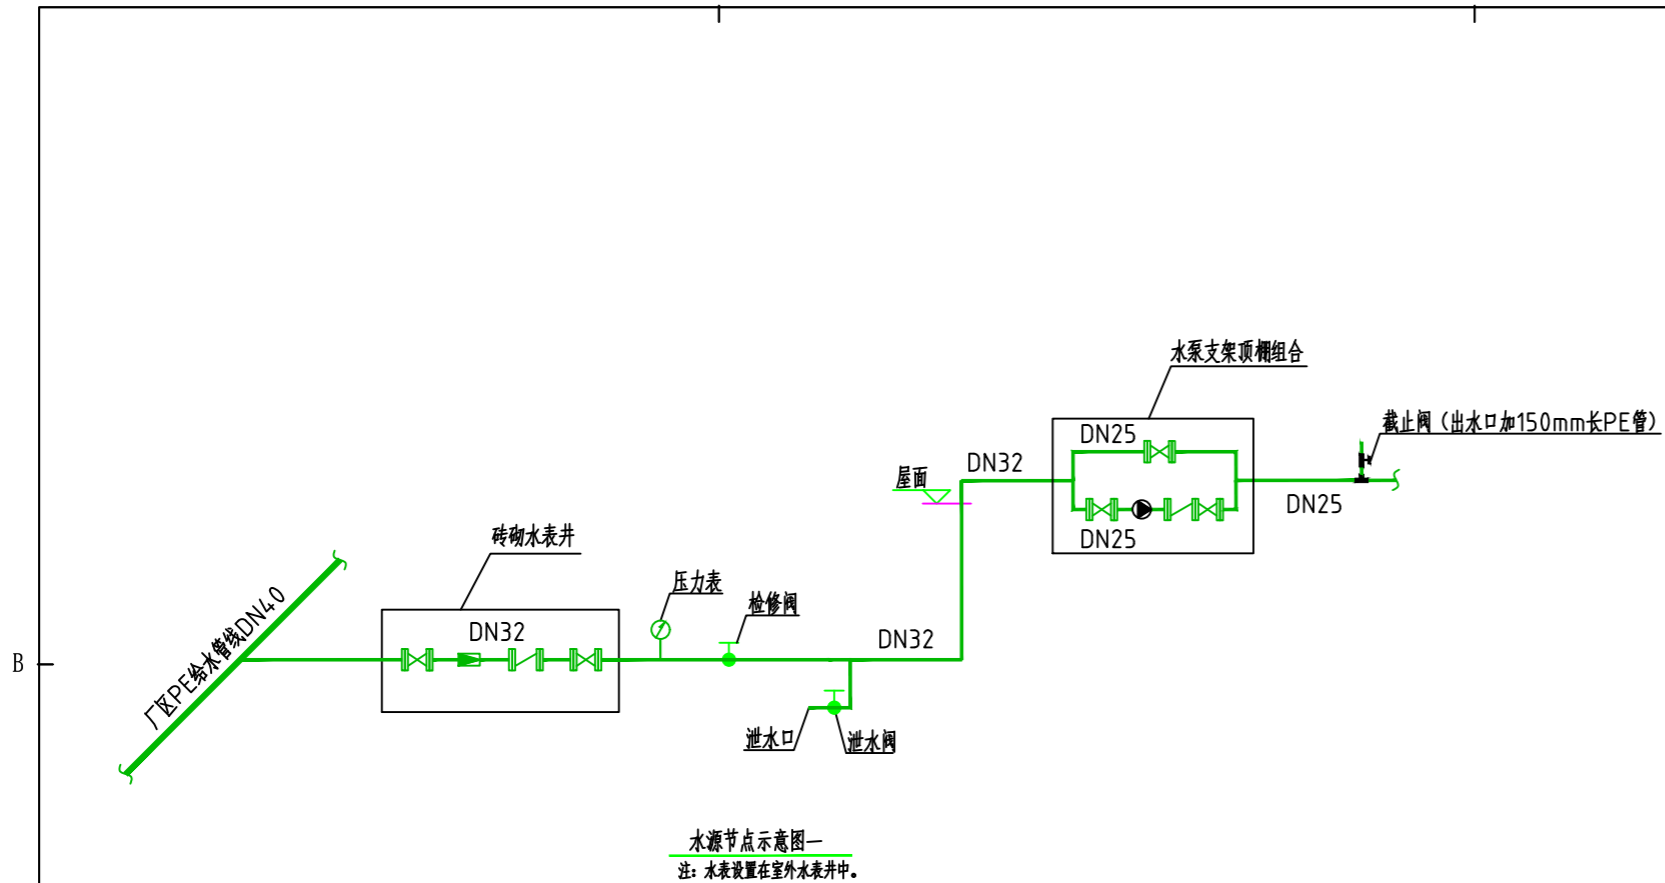 水泵支架顶棚组合
截止阀（出水口加150mm长PE管）
DN25
屋面
DN32
DN25
DN25
砖砌水表井
压力表
检修阀
厂区PE给水管线DN40
DN32
DN32
B
泄水口
泄水阀
水源节点示意图一
注：水表设置在室外水表井中。